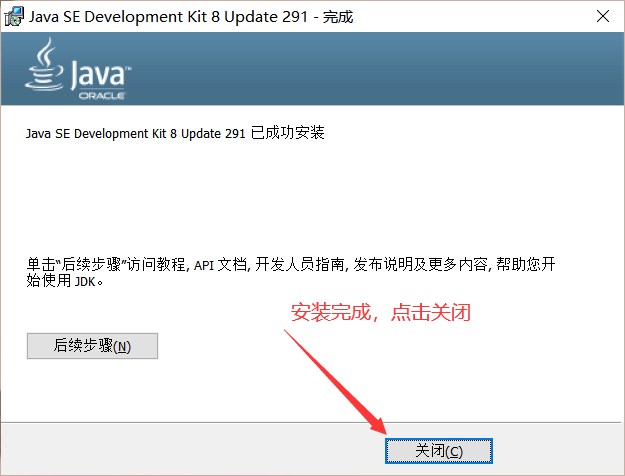 Java SE Development Kit 8 Update 291 - 完成
Java™
ORACLE
Java SE Development Kit 8 Update 291 已成功安装
单击“后续步骤”访问教程, API 文档, 开发人员指南, 发布说明及更多内容, 帮助您开
始使用 JDK。
安装完成，点击关闭
后续步骤(N)
关闭(C)